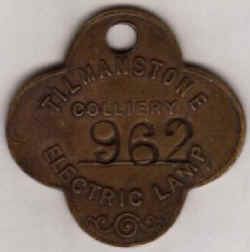 TILMANSTONE
COLLIERY
962
ELECTRIC LAMP